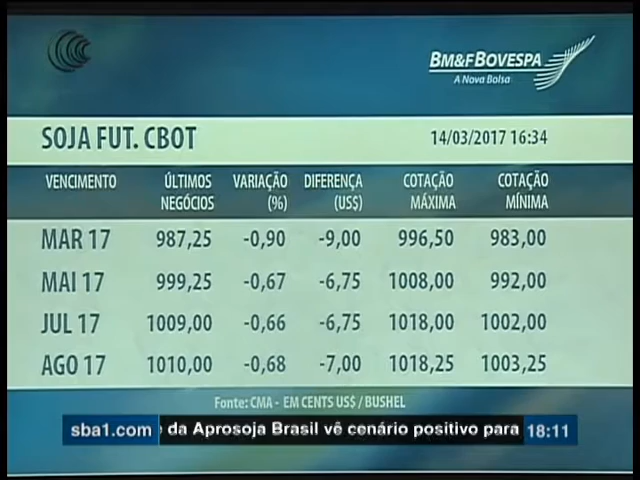 BM&FBOVESPA
A Nova Bolsa
SOJA FUT. CBOT 14/03/2017 16:34
VENCIMENTO ÚLTIMOS NEGÓCIOS VARIAÇÃO (%) DIFERENÇA (US$) COTAÇÃO MÁXIMA COTAÇÃO MÍNIMA
MAR 17 987,25 -0,90 -9,00 996,50 983,00
MAI 17 999,25 -0,67 -6,75 1008,00 992,00
JUL 17 1009,00 -0,66 -6,75 1018,00 1002,00
AGO 17 1010,00 -0,68 -7,00 1018,25 1003,25
Fonte: CMA - EM CENTS US$ / BUSHEL
sba1.com da Aprosoja Brasil vê cenário positivo para 18:11